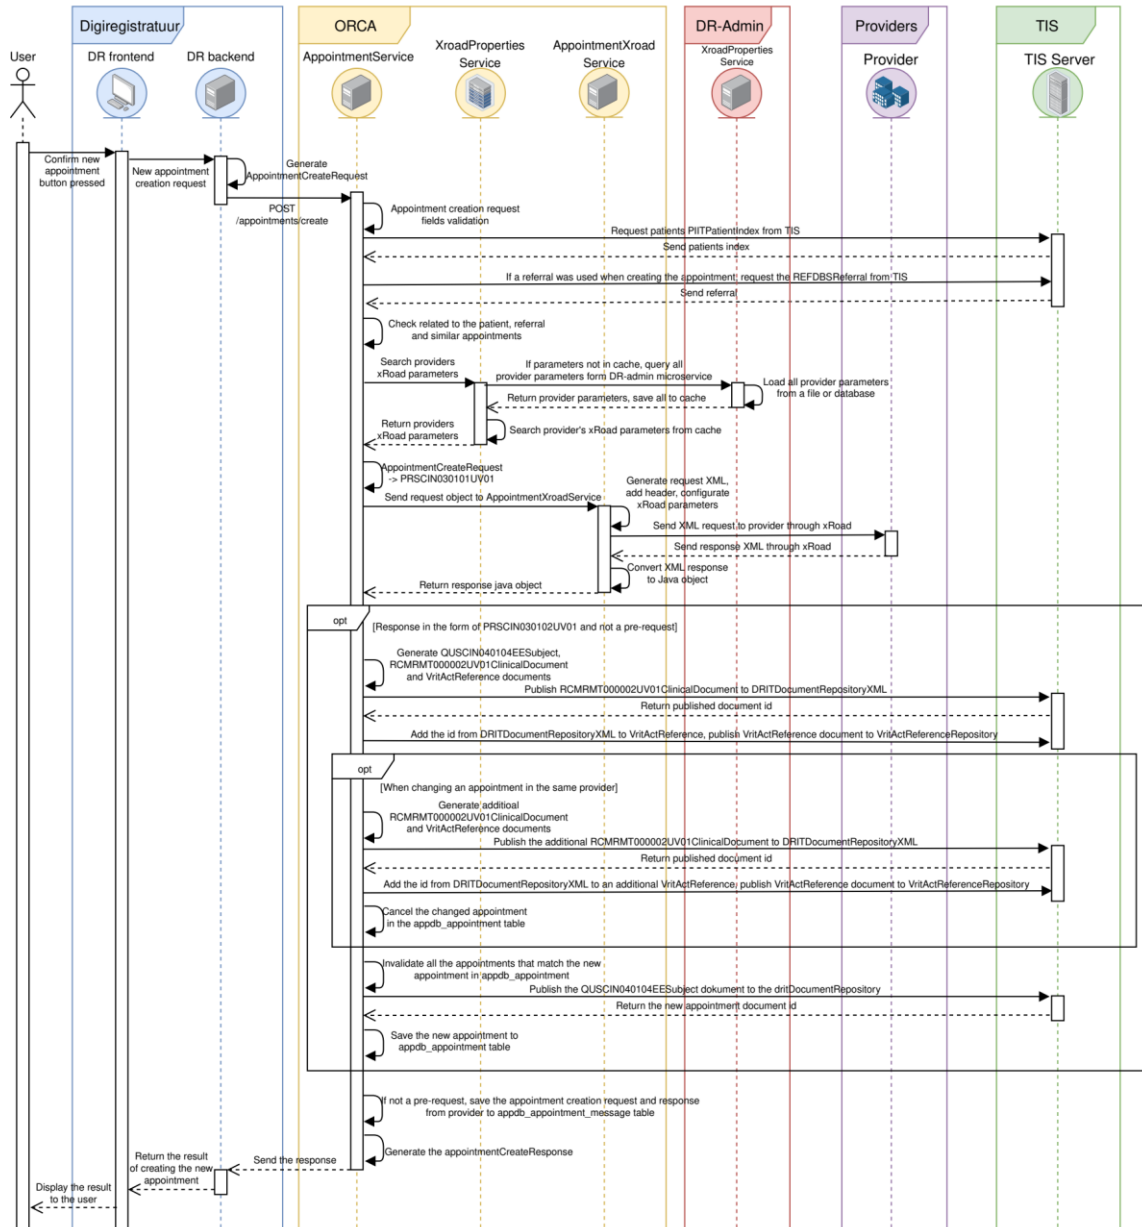 Digiregistratuur
ORCA
DR-Admin
Providers
TIS
User
DR frontend
DR backend
AppointmentService
XroadProperties
Service
AppointmentXroad
Service
XroadProperties
Service
Provider
TIS Server
Confirm new
appointment
button pressed
New appointment
creation request
Generate
AppointmentCreateRequest
POST
/appointments/create
Appointment creation request
fields validation
Request patients PIITPatientIndex from TIS
Send patients index
If a referral was used when creating the appointment, request the REFDBSReferral from TIS
Send referral
Check related to the patient, referral
and similar appointments
Search providers
xRoad parameters
If parameters not in cache, query all
provider parameters form DR-admin microservice
Load all provider parameters
from a file or database
Return provider parameters, save all to cache
Search provider's xRoad parameters from cache
Return providers
xRoad parameters
AppointmentCreateRequest
-> PRSCIN030101UV01
Send request object to AppointmentXroadService
Generate request XML,
add header, configurate
xRoad parameters
Send XML request to provider through xRoad
Send response XML through xRoad
Convert XML response
to Java object
Return response java object
opt
[Response in the form of PRSCIN030102UV01 and not a pre-request]
Generate QUSCIN040104EESubject,
RCMRMT000002UV01ClinicalDocument
and VritActReference documents
Publish RCMRMT000002UV01ClinicalDocument to DRITDocumentRepositoryXML
Return published document id
Add the id from DRITDocumentRepositoryXML to VritActReference, publish VritActReference document to VritActReferenceRepository
opt
[When changing an appointment in the same provider]
Generate additioal
RCMRMT000002UV01ClinicalDocument
and VritActReference documents
Publish the additional RCMRMT000002UV01ClinicalDocument to DRITDocumentRepositoryXML
Return published document id
Add the id from DRITDocumentRepositoryXML to an additional VritActReference, publish VritActReference document to VritActReferenceRepository
Cancel the changed appointment
in the appdb_appointment table
Invalidate all the appointments that match the new
appointment in appdb_appointment
Publish the QUSCIN040104EESubject dokument to the dritDocumentRepository
Return the new appointment document id
Save the new appointment to
appdb_appointment table
If not a pre-request, save the appointment creation request and response
from provider to appdb_appointment_message table
Generate the appointmentCreateResponse
Send the response
Return the result
of creating the new
appointment
Display the result
to the user